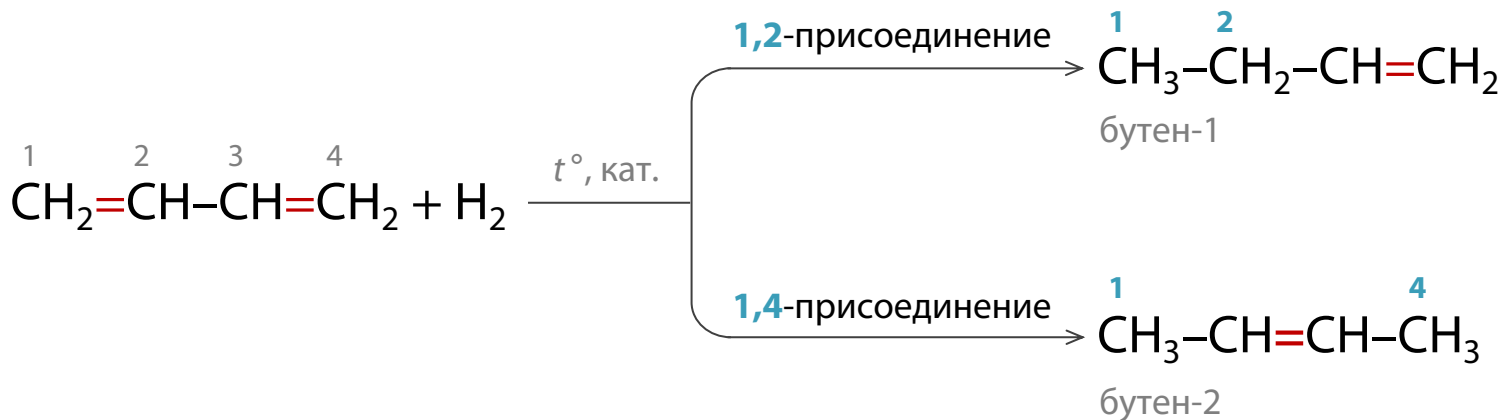 1 2
1,2-присоединение CH₃–CH₂–CH=CH₂
бутен-1
1 2 3 4
CH₂=CH–CH=CH₂ + H₂ t°, кат.
1 4
1,4-присоединение CH₃–CH=CH–CH₃
бутен-2